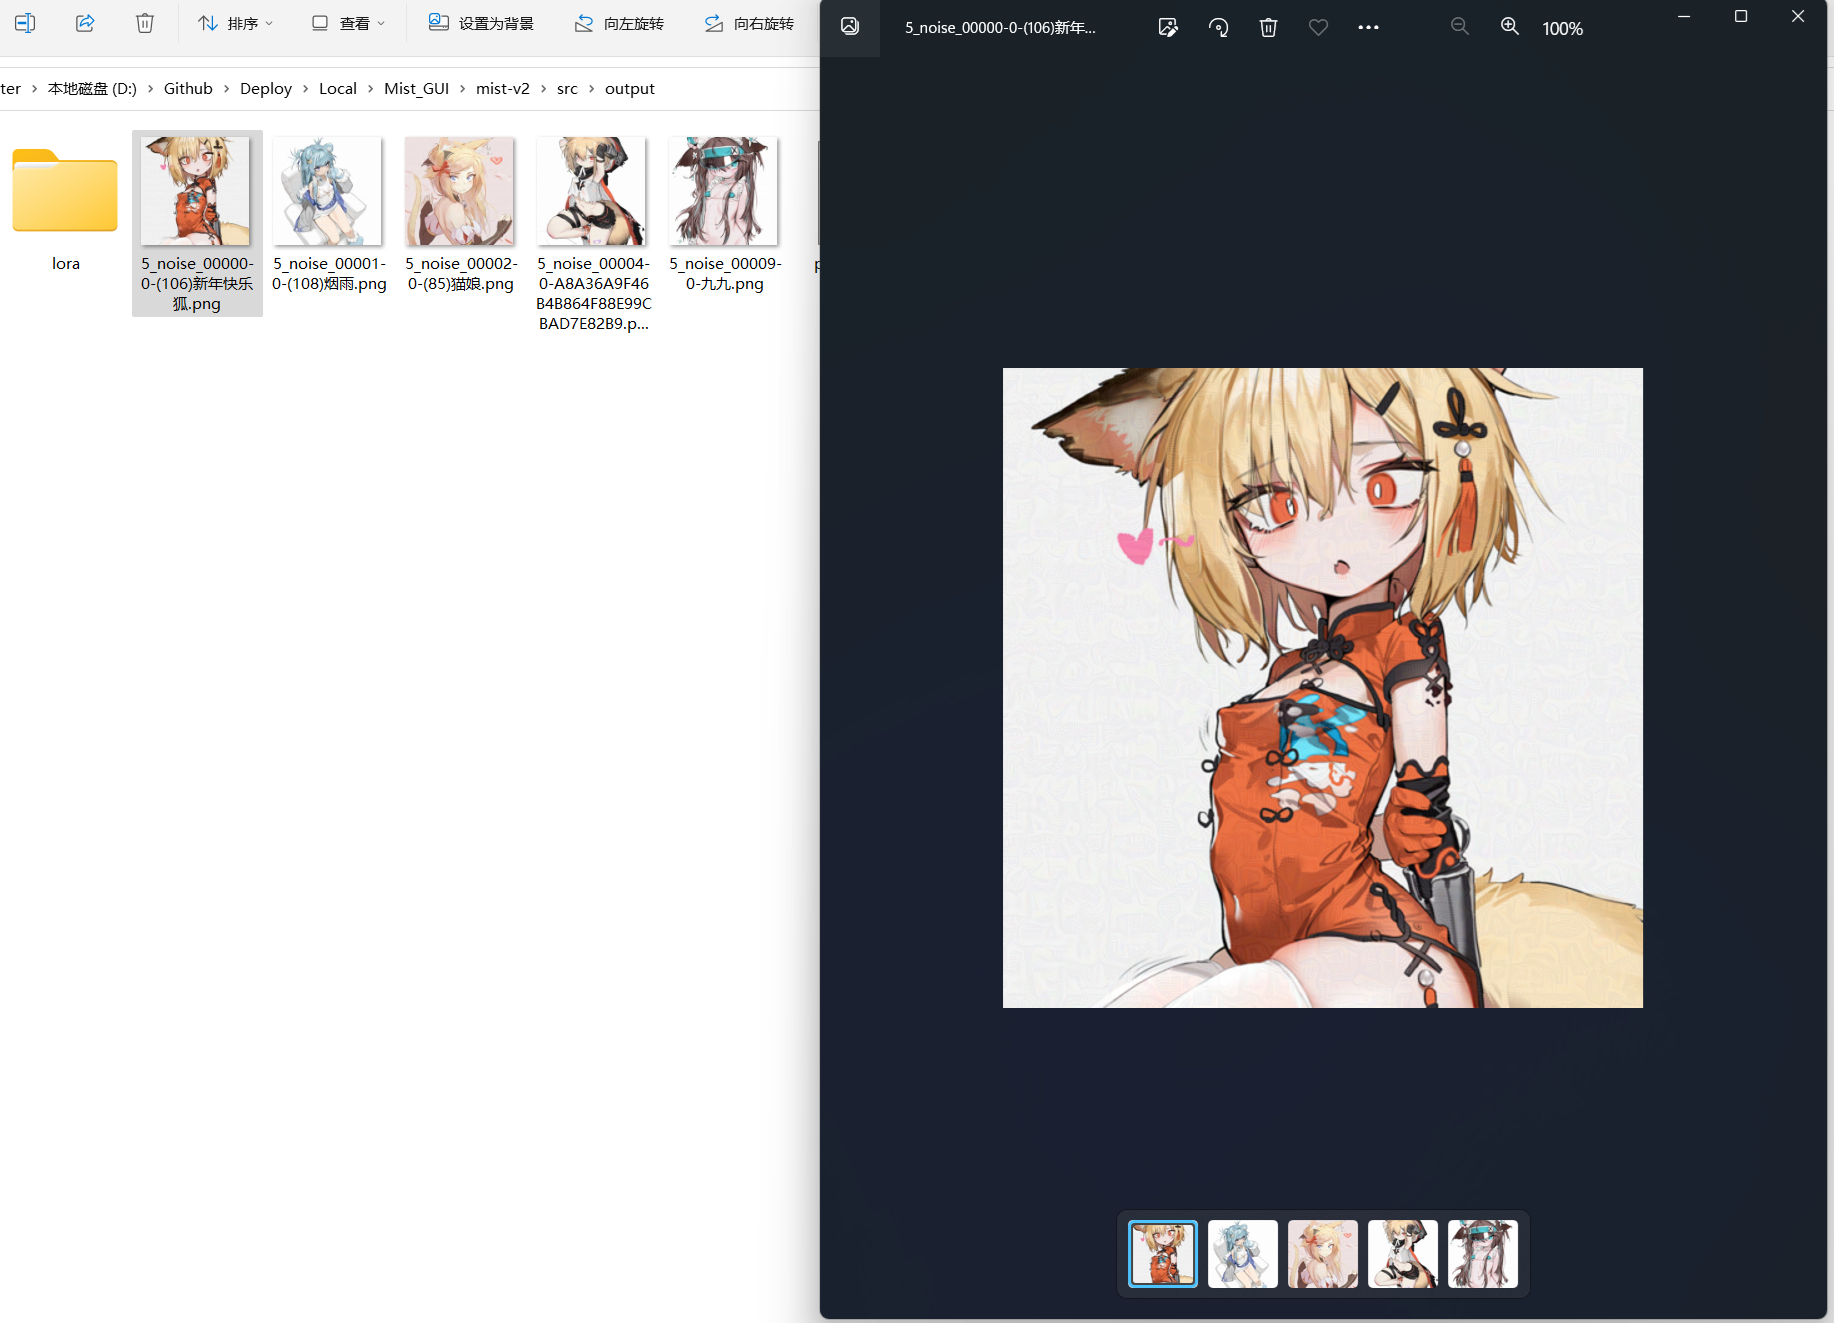 排序
查看
设置为背景
向左旋转
向右旋转
5_noise_00000-0-(106)新年...
100%
ter > 本地磁盘 (D:) > Github > Deploy > Local > Mist_GUI > mist-v2 > src > output
lora
5_noise_00000-
0-(106)新年快乐
狐.png
5_noise_00001-
0-(108)烟雨.png
5_noise_00002-
0-(85)猫娘.png
5_noise_00004-
0-A8A36A9F46
B4B864F88E99C
BAD7E82B9.p...
5_noise_00009-
0-九九.png